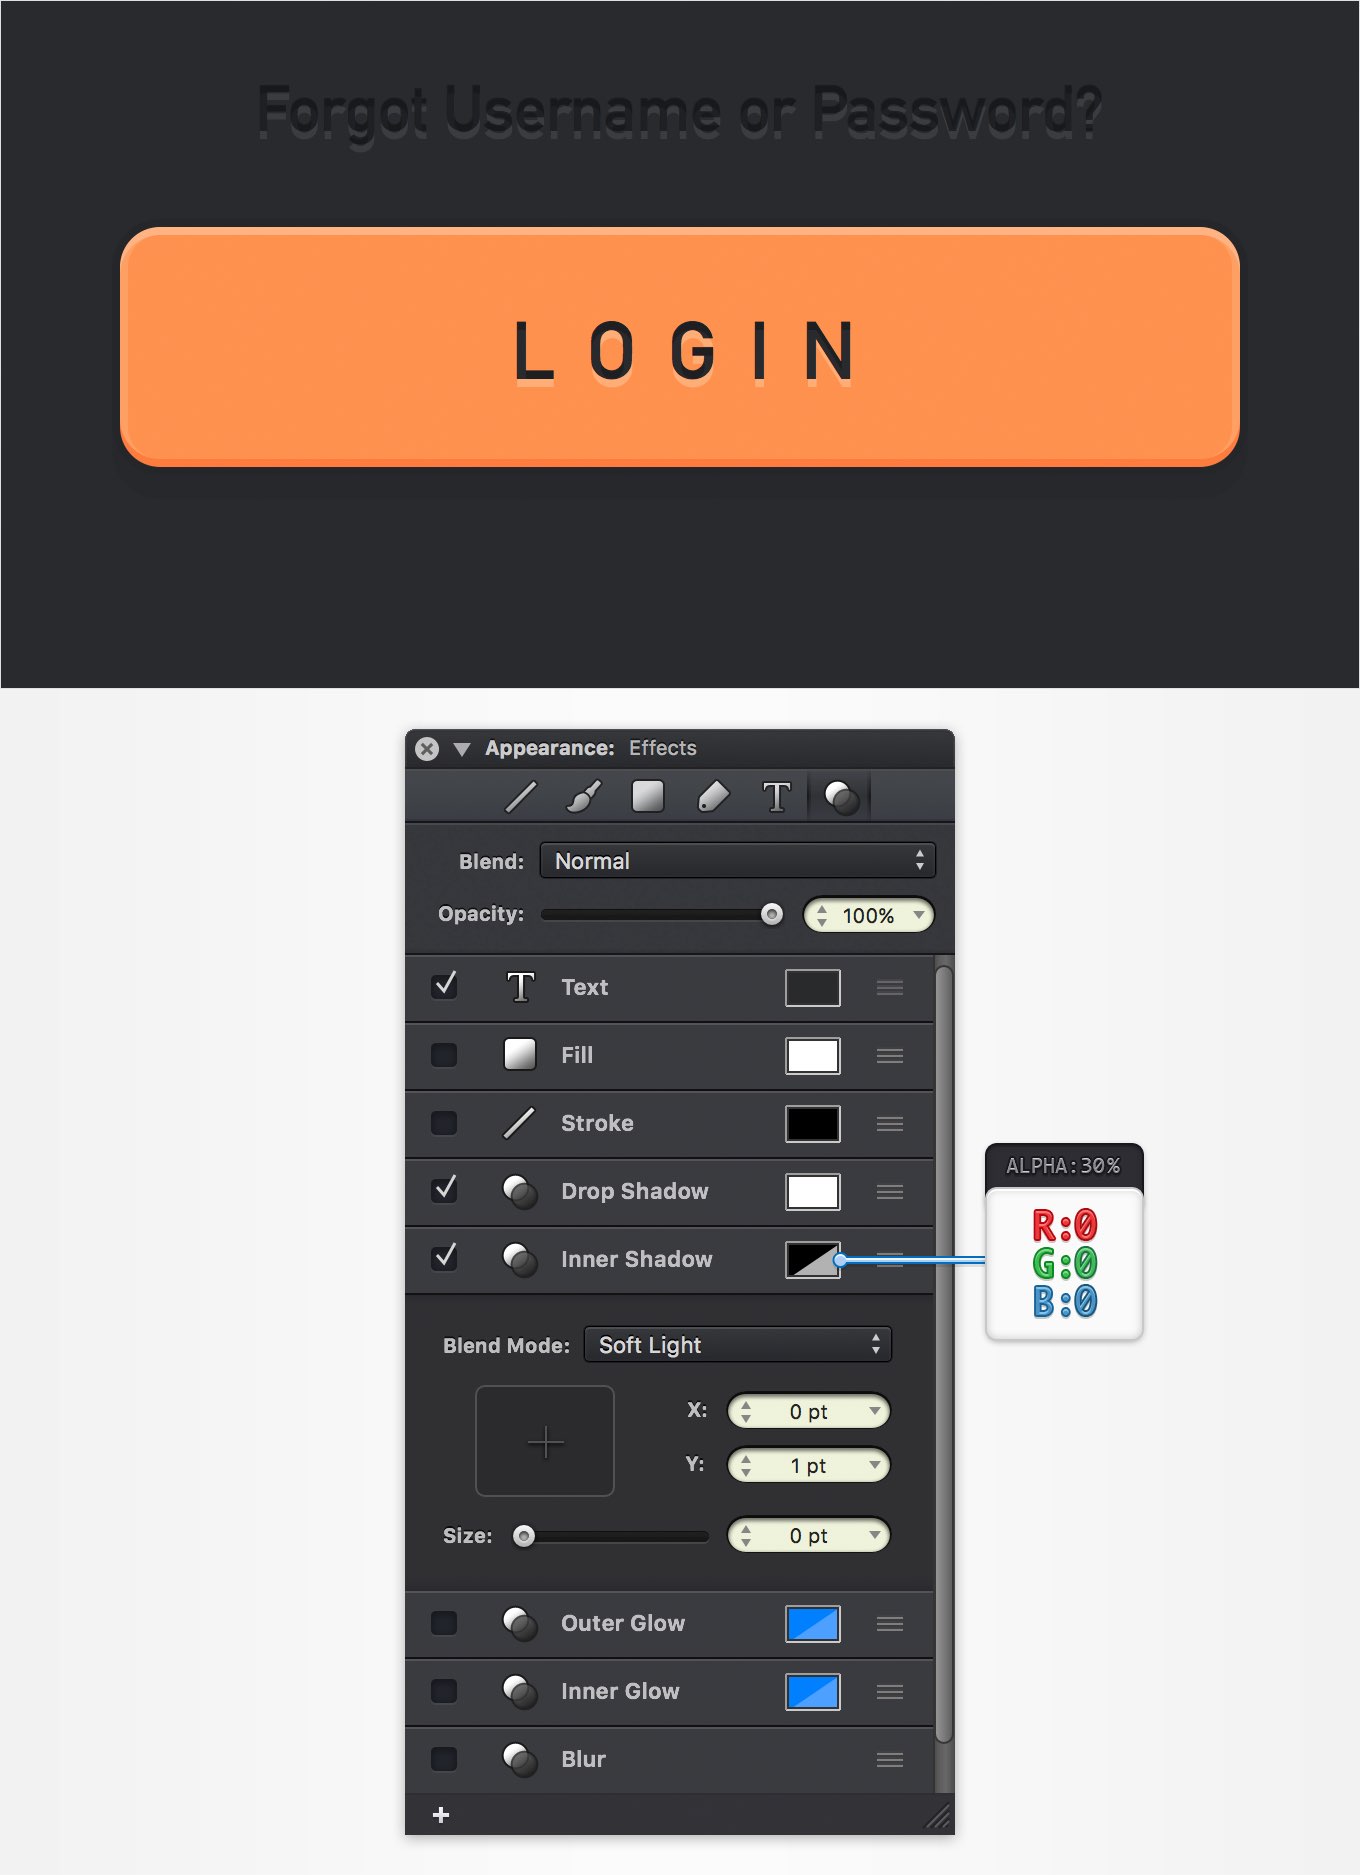 Forgot Username or Password?
LOGIN
Appearance: Effects
T
Blend: Normal
Opacity: 100%
T Text
Fill
Stroke
Drop Shadow
Inner Shadow
ALPHA:30%
R:0
G:0
B:0
Blend Mode: Soft Light
X: 0 pt
Y: 1 pt
Size: 0 pt
Outer Glow
Inner Glow
Blur